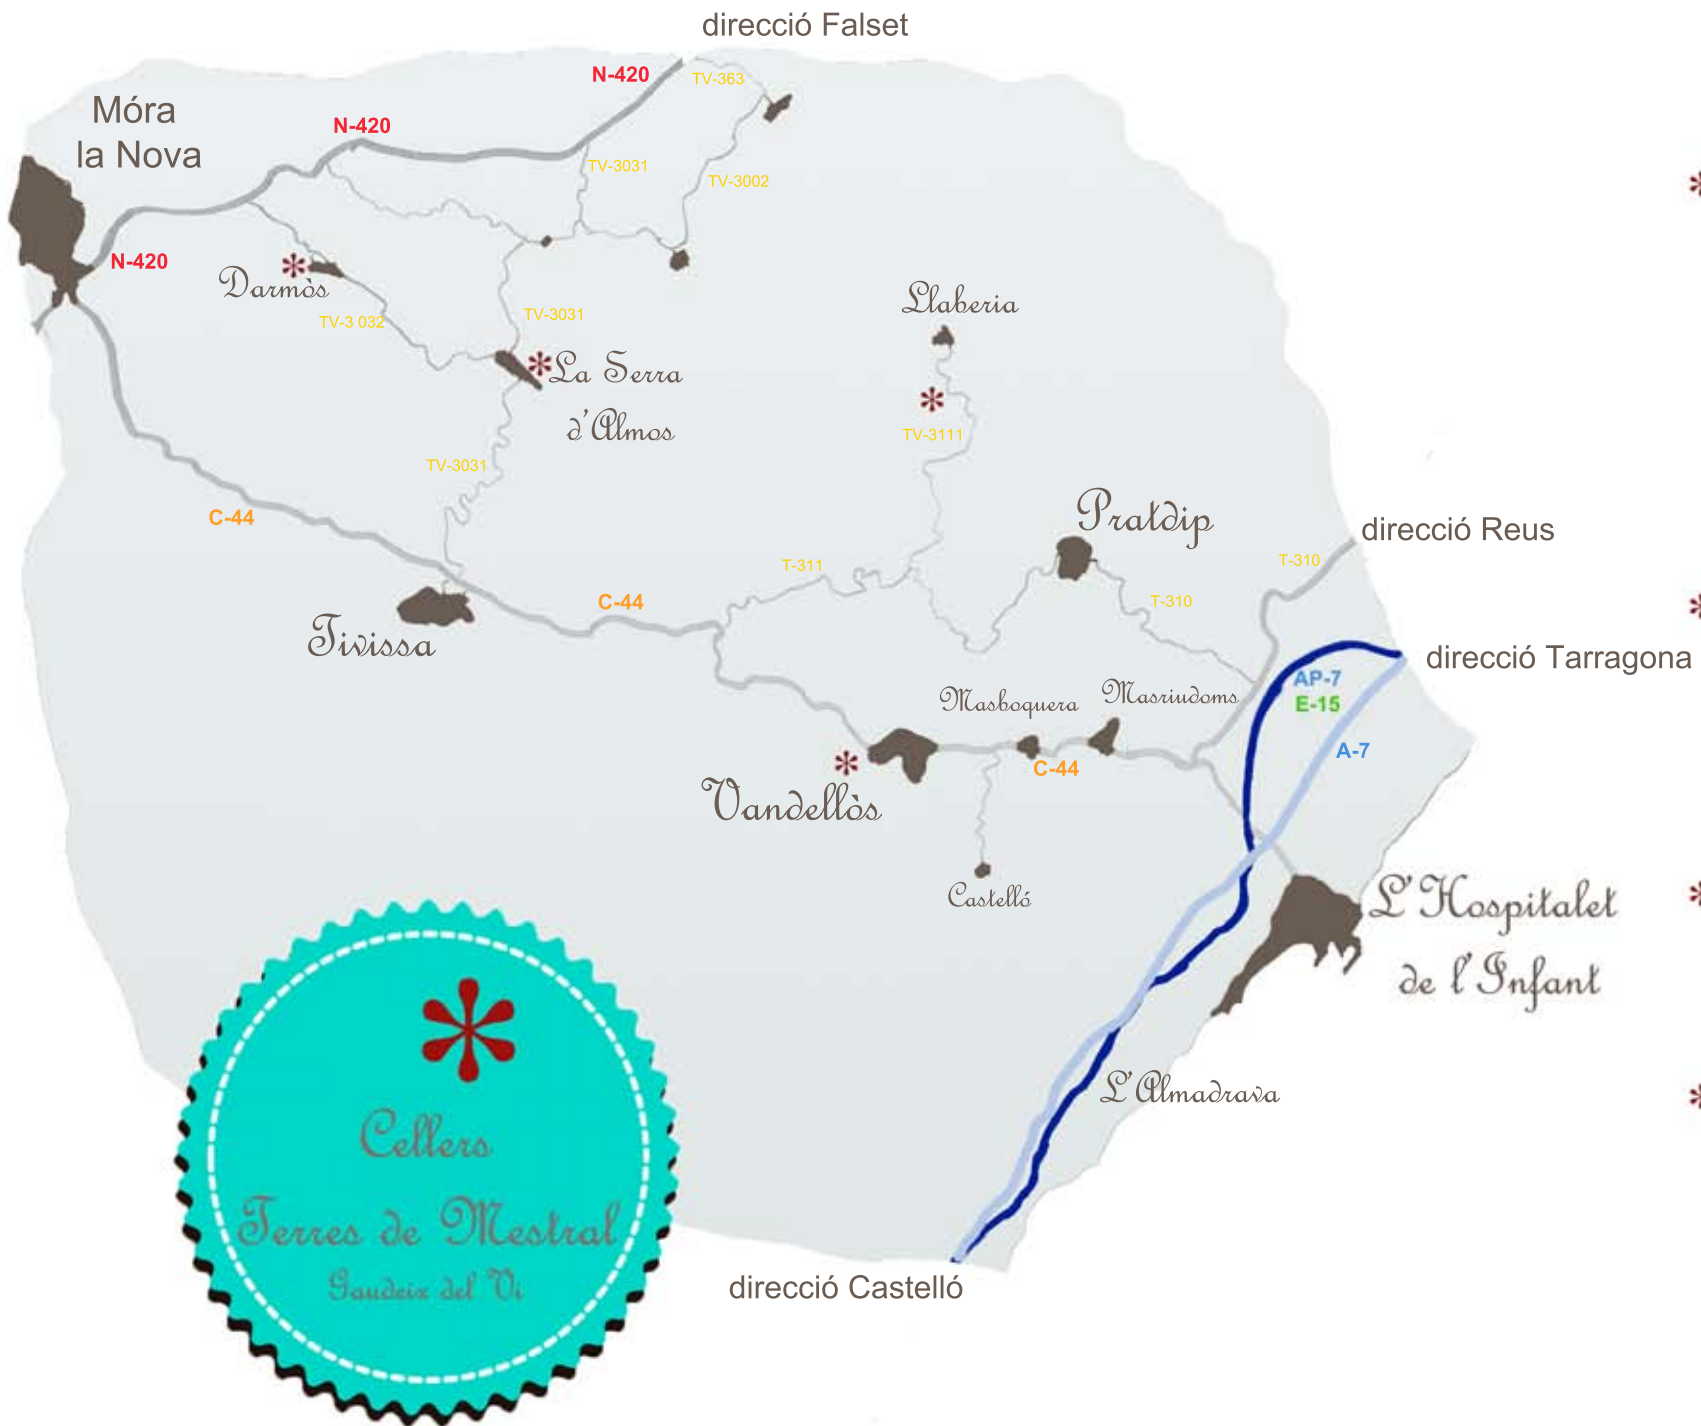 direcció Falset
N-420
TV-363
Móra
la Nova
N-420
TV-3031
TV-3002
N-420
Darmòs
TV-3 032
TV-3031
Llaberia
La Serra
d'Almos
TV-3111
TV-3031
C-44
Pratdip
direcció Reus
T-310
T-311
C-44
T-310
Tivissa
direcció Tarragona
AP-7
E-15
Masboquera
Masriudoms
A-7
C-44
Vandellòs
Castelló
L'Hospitalet
de l'Infant
L'Almadrava
Cellers
Terres de Mestral
Gaudeix del Vi
direcció Castelló